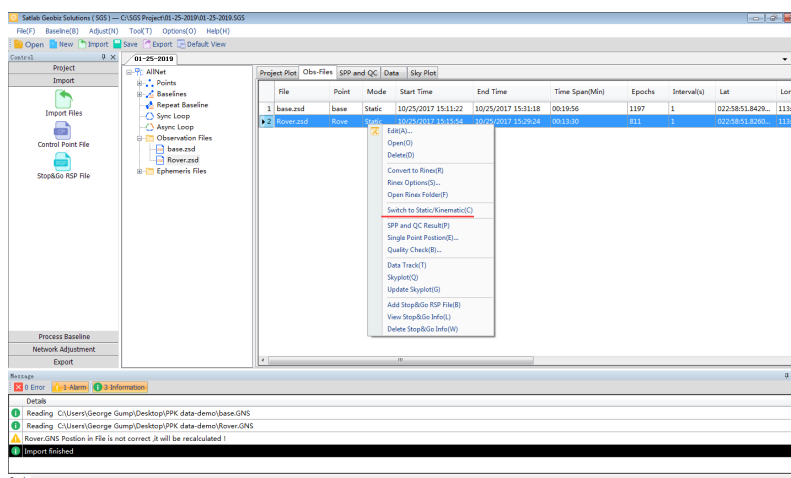 Satlab Geobiz Solutions ( SGS ) — C:\SGS Project\01-25-2019\01-25-2019.SGS
File(F) Baseline(B) Adjust(N) Tool(T) Options(O) Help(H)
Open New Import Save Export Default View
Control
01-25-2019
Project
Import
Import Files
Control Point File
Stop&Go RSP File
Process Baseline
Network Adjustment
Export
AllNet
Points
Baselines
Repeat Baseline
Sync Loop
Async Loop
Observation Files
base.zsd
Rover.zsd
Ephemeris Files
Project Plot Obs-Files SPP and QC Data Sky Plot
File Point Mode Start Time End Time Time Span(Min) Epochs Interval(s) Lat Lon
1 base.zsd base Static 10/25/2017 15:11:22 10/25/2017 15:31:18 00:19:56 1197 1 022:58:51.8429... 113:
2 Rover.zsd Rove Static 10/25/2017 15:15:54 10/25/2017 15:29:24 00:13:30 811 1 022:58:51.8260... 113:
Edit(A)...
Open(O)
Delete(D)
Convert to Rinex(R)
Rinex Options(S)...
Open Rinex Folder(F)
Switch to Static/Kinematic(C)
SPP and QC Result(P)
Single Point Postion(E)...
Quality Check(B)...
Data Track(T)
Skyplot(Q)
Update Skyplot(G)
Add Stop&Go RSP File(B)
View Stop&Go Info(L)
Delete Stop&Go Info(W)
Message
0 Error 1-Alarm 3-Information
Details
Reading C:\Users\George Gump\Desktop\PPK data-demo\base.GNS
Reading C:\Users\George Gump\Desktop\PPK data-demo\Rover.GNS
Rover.GNS Postion in File is not correct ,it will be recalculated !
Import finished